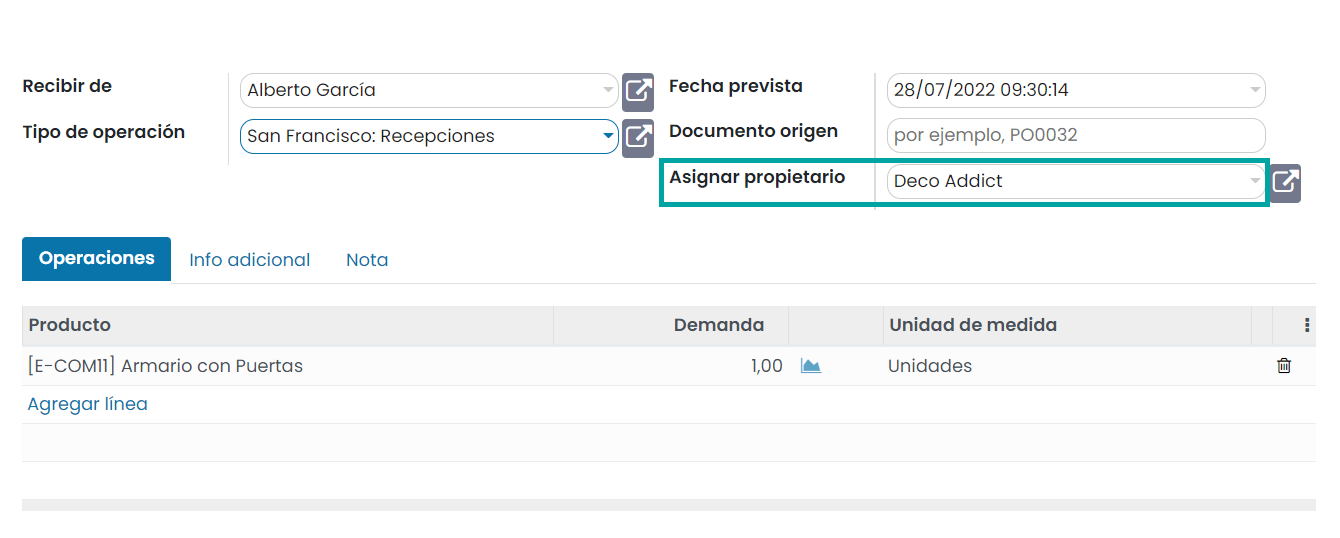 Recibir de
Alberto García
Fecha prevista
28/07/2022 09:30:14
Tipo de operación
San Francisco: Recepciones
Documento origen
por ejemplo, PO0032
Asignar propietario
Deco Addict
Operaciones Info adicional Nota
Producto Demanda Unidad de medida
[E-COM11] Armario con Puertas 1,00 Unidades
Agregar línea